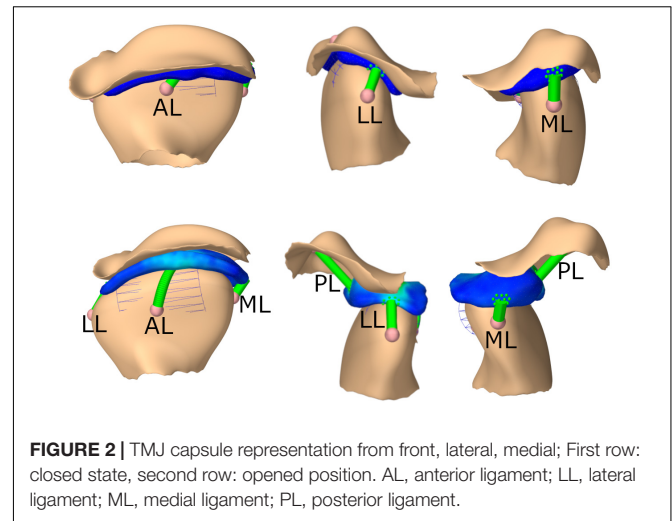 AL
LL
ML
PL
PL
LL
AL
ML
LL
ML
FIGURE 2 | TMJ capsule representation from front, lateral, medial; First row:
closed state, second row: opened position. AL, anterior ligament; LL, lateral
ligament; ML, medial ligament; PL, posterior ligament.